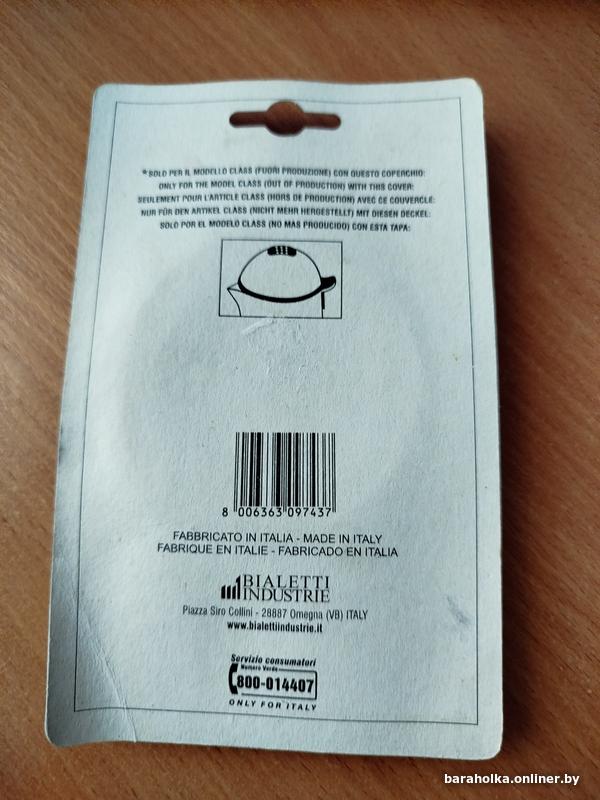 *SOLO PER IL MODELLO CLASS (FUORI PRODUZIONE) CON QUESTO COPERCHIO:
ONLY FOR THE MODEL CLASS (OUT OF PRODUCTION) WITH THIS COVER:
SEULEMENT POUR L'ARTICLE CLASS (HORS DE PRODUCTION) AVEC CE COUVERCLE:
NUR FÜR DEN ARTIKEL CLASS (NICHT MEHR HERGESTELLT) MIT DIESEN DECKEL:
SOLO POR EL MODELO CLASS (NO MAS PRODUCIDO) CON ESTA TAPA:
8 006363 097437
FABBRICATO IN ITALIA - MADE IN ITALY
FABRIQUE EN ITALIE - FABRICADO EN ITALIA
BIALETTI
INDUSTRIE
Piazza Siro Collini - 28887 Omegna (VB) ITALY
www.bialettiindustrie.it
Servizio consumatori
Numero Verde
800-014407
ONLY FOR ITALY
baraholka.onliner.by